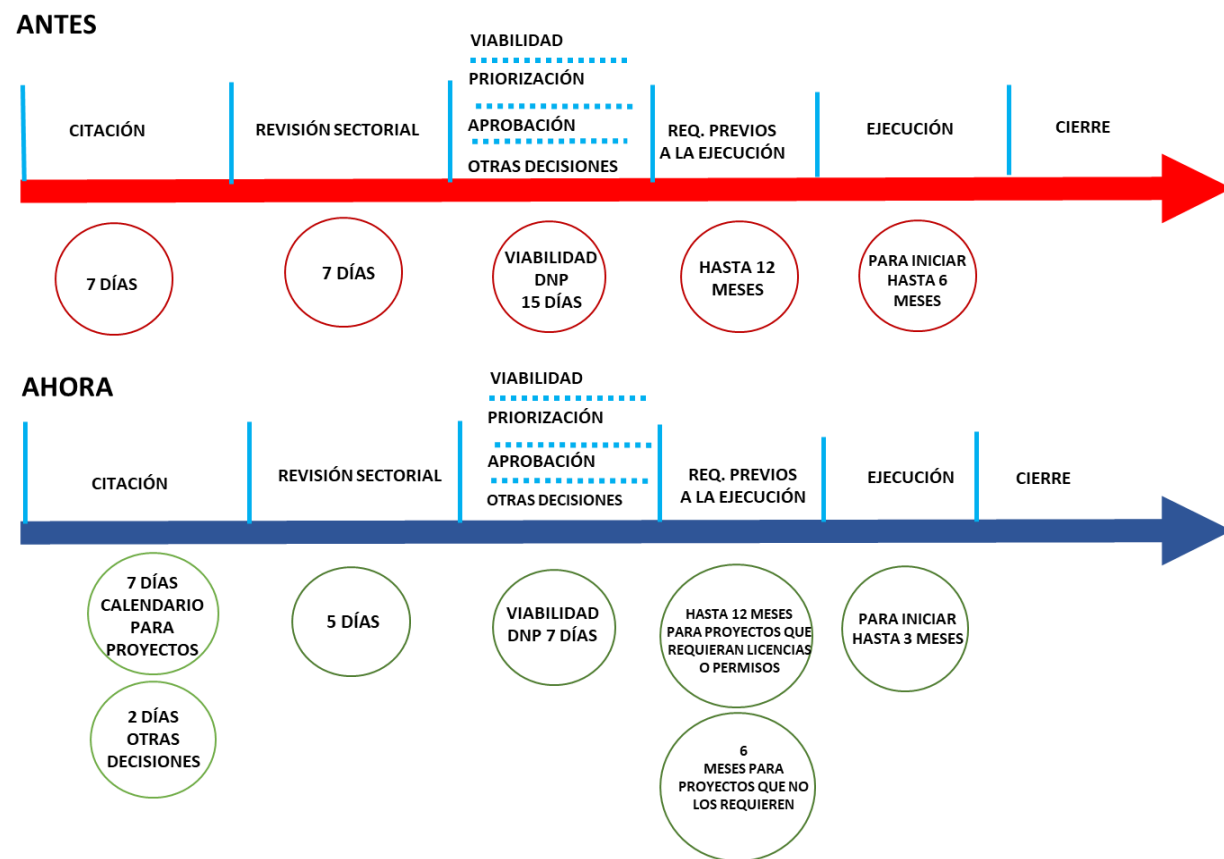 ANTES
VIABILIDAD
PRIORIZACIÓN
APROBACIÓN
OTRAS DECISIONES
CITACIÓN
REVISIÓN SECTORIAL
REQ. PREVIOS
A LA EJECUCIÓN
EJECUCIÓN
CIERRE
7 DÍAS
7 DÍAS
VIABILIDAD
DNP
15 DÍAS
HASTA 12
MESES
PARA INICIAR
HASTA 6
MESES
AHORA
VIABILIDAD
PRIORIZACIÓN
APROBACIÓN
OTRAS DECISIONES
CITACIÓN
REVISIÓN SECTORIAL
REQ. PREVIOS
A LA EJECUCIÓN
EJECUCIÓN
CIERRE
7 DÍAS
CALENDARIO
PARA
PROYECTOS
2 DÍAS
OTRAS
DECISIONES
5 DÍAS
VIABILIDAD
DNP 7 DÍAS
HASTA 12 MESES
PARA PROYECTOS QUE
REQUIERAN LICENCIAS
O PERMISOS
6
MESES PARA
PROYECTOS QUE NO
LOS REQUIEREN
PARA INICIAR
HASTA 3 MESES